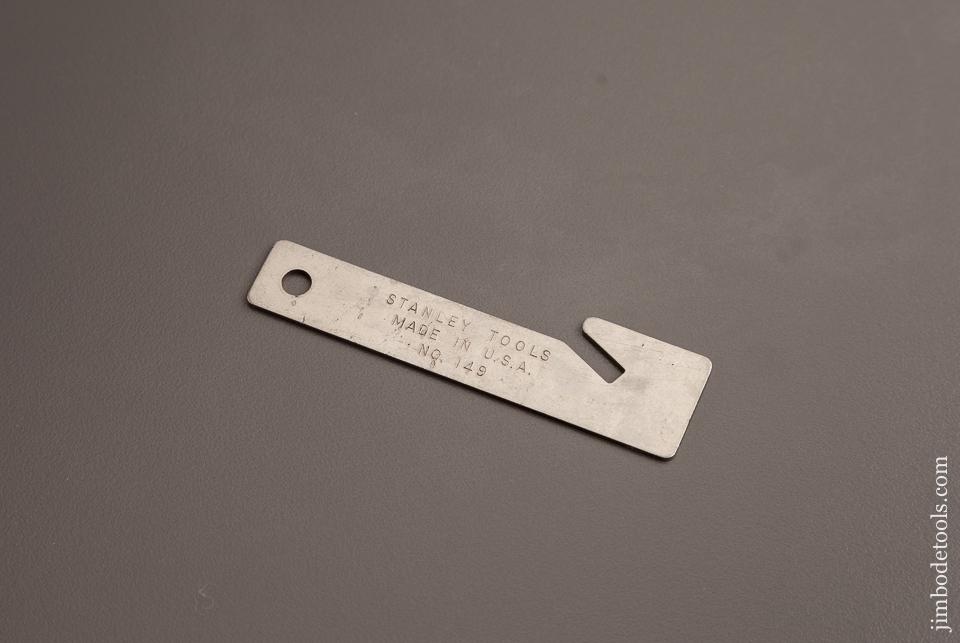 STANLEY TOOLS
MADE IN U.S.A.
NO. 149
jimbodetools.com